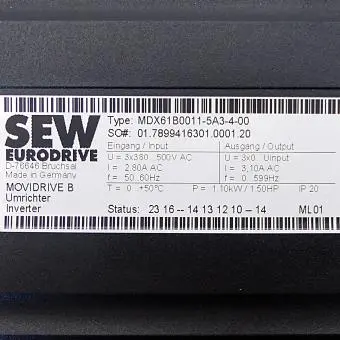 Type: MDX61B0011-5A3-4-00
SO#: 01.7899416301.0001.20
SEW
EURODRIVE
D-76646 Bruchsal
Made in Germany
MOVIDRIVE B
Umrichter
Inverter
Eingang / Input
U = 3x380...500V AC
I = 2,80A AC
f = 50...60Hz
T = 0...+50°C
Ausgang / Output
U = 3x0...Uinput
I = 3,10A AC
f = 0...599Hz
P = 1.10kW / 1.50HP
IP 20
Status: 23 16 -- 14 13 12 10 – 14
ML01